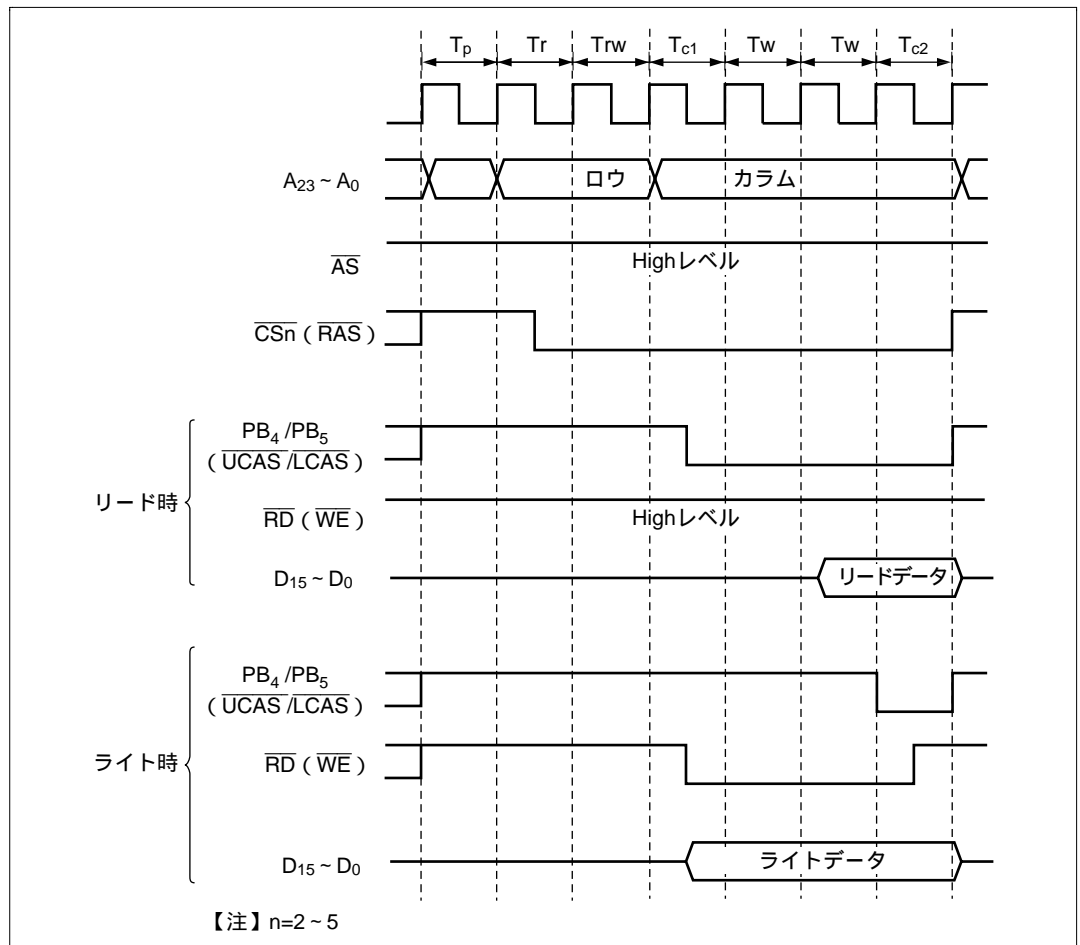 Tp Tr Trw Tc1 Tw Tw Tc2
A23 ~ A0 ロウ カラム
AS Highレベル
CSn ( RAS )
リード時
PB4 /PB5
( UCAS /LCAS )
RD ( WE ) Highレベル
D15 ~ D0 リードデータ
ライト時
PB4 /PB5
( UCAS /LCAS )
RD ( WE )
D15 ~ D0 ライトデータ
【注】n=2 ~ 5